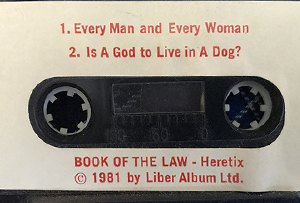 1. Every Man and Every Woman
2. Is A God to Live in A Dog?
BOOK OF THE LAW - Heretix
© 1981 by Liber Album Ltd.